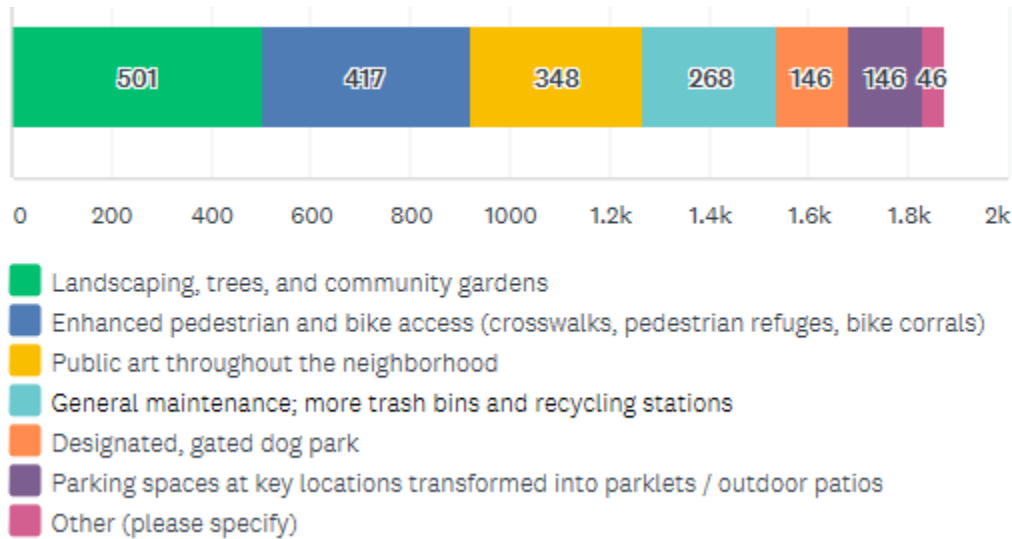 501 417 348 268 146 146 46
0 200 400 600 800 1000 1.2k 1.4k 1.6k 1.8k 2k
Landscaping, trees, and community gardens
Enhanced pedestrian and bike access (crosswalks, pedestrian refuges, bike corrals)
Public art throughout the neighborhood
General maintenance; more trash bins and recycling stations
Designated, gated dog park
Parking spaces at key locations transformed into parklets / outdoor patios
Other (please specify)